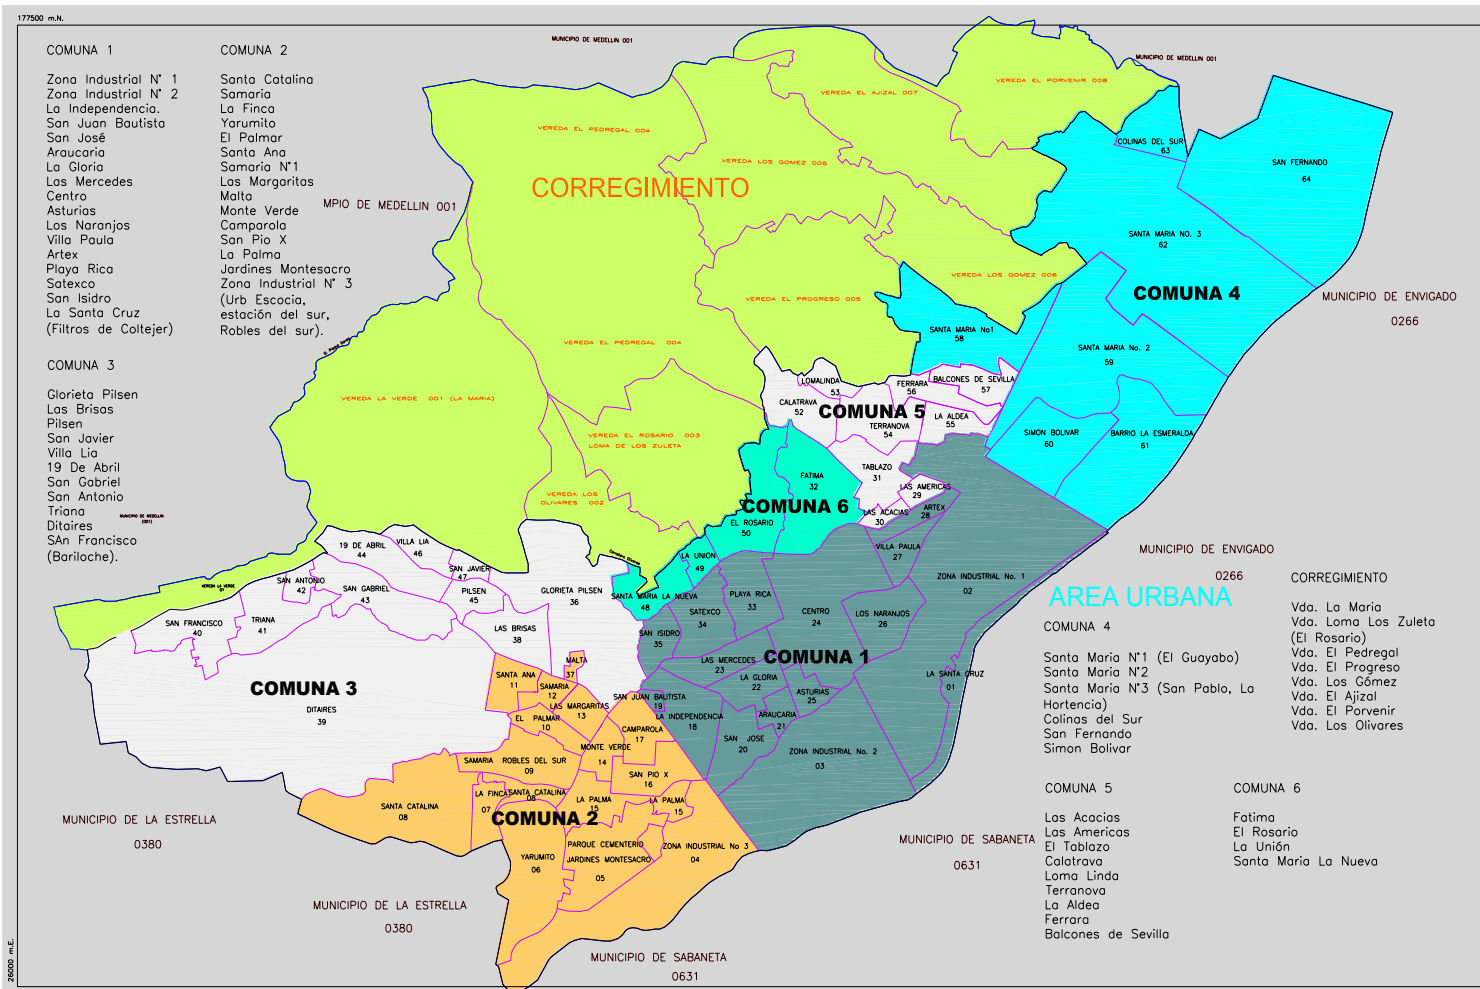 177500 m.N.
26000 m.E.
COMUNA 1
Zona Industrial N° 1
Zona Industrial N° 2
La Independencia.
San Juan Bautista
San José
Araucaria
La Gloria
Las Mercedes
Centro
Asturias
Los Naranjos
Villa Paula
Artex
Playa Rica
Satexco
San Isidro
La Santa Cruz
(Filtros de Coltejer)
COMUNA 2
Santa Catalina
Samaria
La Finca
Yarumito
El Palmar
Santa Ana
Samaria N°1
Las Margaritas
Malta
Monte Verde
Camparola
San Pio X
La Palma
Jardines Montesacro
Zona Industrial N° 3
(Urb Escocia,
estación del sur,
Robles del sur).
COMUNA 3
Glorieta Pilsen
Las Brisas
Pilsen
San Javier
Villa Lia
19 De Abril
San Gabriel
San Antonio
Triana
Ditaires
SAn Francisco
(Bariloche).
MUNICIPIO DE MEDELLIN 001
MUNICIPIO DE MEDELLIN 001
MPIO DE MEDELLIN 001
MUNICIPIO DE MEDELLIN
(001)
CORREGIMIENTO
VEREDA EL PEDREGAL 004
VEREDA EL AJIZAL 007
VEREDA EL PORVENIR 008
VEREDA LOS GOMEZ 006
VEREDA LOS GOMEZ 006
VEREDA EL PROGRESO 005
VEREDA EL PEDREGAL 004
VEREDA LA VERDE 001 (LA MARIA)
VEREDA EL ROSARIO 003
LOMA DE LOS ZULETA
VEREDA LOS
OLIVARES 002
VEREDA LA VERDE
01
COMUNA 4
COLINAS DEL SUR
63
SAN FERNANDO
64
SANTA MARIA NO. 3
62
SANTA MARIA No1
58
SANTA MARIA No. 2
59
SIMON BOLIVAR
60
BARRIO LA ESMERALDA
61
COMUNA 5
LOMALINDA
53
FERRARA
56
BALCONES DE SEVILLA
57
CALATRAVA
52
TERRANOVA
54
LA ALDEA
55
TABLAZO
31
LAS AMERICAS
29
LAS ACACIAS
30
COMUNA 6
FATIMA
32
EL ROSARIO
50
LA UNION
49
SANTA MARIA LA NUEVA
48
COMUNA 1
ARTEX
28
VILLA PAULA
27
ZONA INDUSTRIAL No. 1
02
PLAYA RICA
33
SATEXCO
34
CENTRO
24
LOS NARANJOS
26
SAN ISIDRO
35
LAS MERCEDES
23
LA GLORIA
22
ASTURIAS
25
LA SANTA CRUZ
01
SAN JUAN BAUTISTA
19
LA INDEPENDENCIA
18
ARAUCARIA
21
SAN JOSE
20
ZONA INDUSTRIAL No. 2
03
COMUNA 3
19 DE ABRIL
44
VILLA LIA
46
SAN JAVIER
47
SAN ANTONIO
42
SAN GABRIEL
43
PILSEN
45
GLORIETA PILSEN
36
SAN FRANCISCO
40
TRIANA
41
LAS BRISAS
38
DITAIRES
39
COMUNA 2
MALTA
37
SANTA ANA
11
SAMARIA
12
LAS MARGARITAS
13
EL PALMAR
10
CAMPAROLA
17
MONTE VERDE
14
SAMARIA ROBLES DEL SUR
09
SAN PIO X
16
LA FINCA
07
SANTA CATALINA
08
SANTA CATALINA
08
LA PALMA
15
LA PALMA
15
PARQUE CEMENTERIO
JARDINES MONTESACRO
05
ZONA INDUSTRIAL No 3
04
YARUMITO
06
MUNICIPIO DE LA ESTRELLA
0380
MUNICIPIO DE LA ESTRELLA
0380
MUNICIPIO DE SABANETA
0631
MUNICIPIO DE SABANETA
0631
MUNICIPIO DE ENVIGADO
0266
MUNICIPIO DE ENVIGADO
0266
AREA URBANA
COMUNA 4
Santa Maria N°1 (El Guayabo)
Santa Maria N°2
Santa Maria N°3 (San Pablo, La
Hortencia)
Colinas del Sur
San Fernando
Simon Bolivar
CORREGIMIENTO
Vda. La Maria
Vda. Loma Los Zuleta
(El Rosario)
Vda. El Pedregal
Vda. El Progreso
Vda. Los Gómez
Vda. El Ajizal
Vda. El Porvenir
Vda. Los Olivares
COMUNA 5
Las Acacias
Las Americas
El Tablazo
Calatrava
Loma Linda
Terranova
La Aldea
Ferrara
Balcones de Sevilla
COMUNA 6
Fatima
El Rosario
La Unión
Santa Maria La Nueva